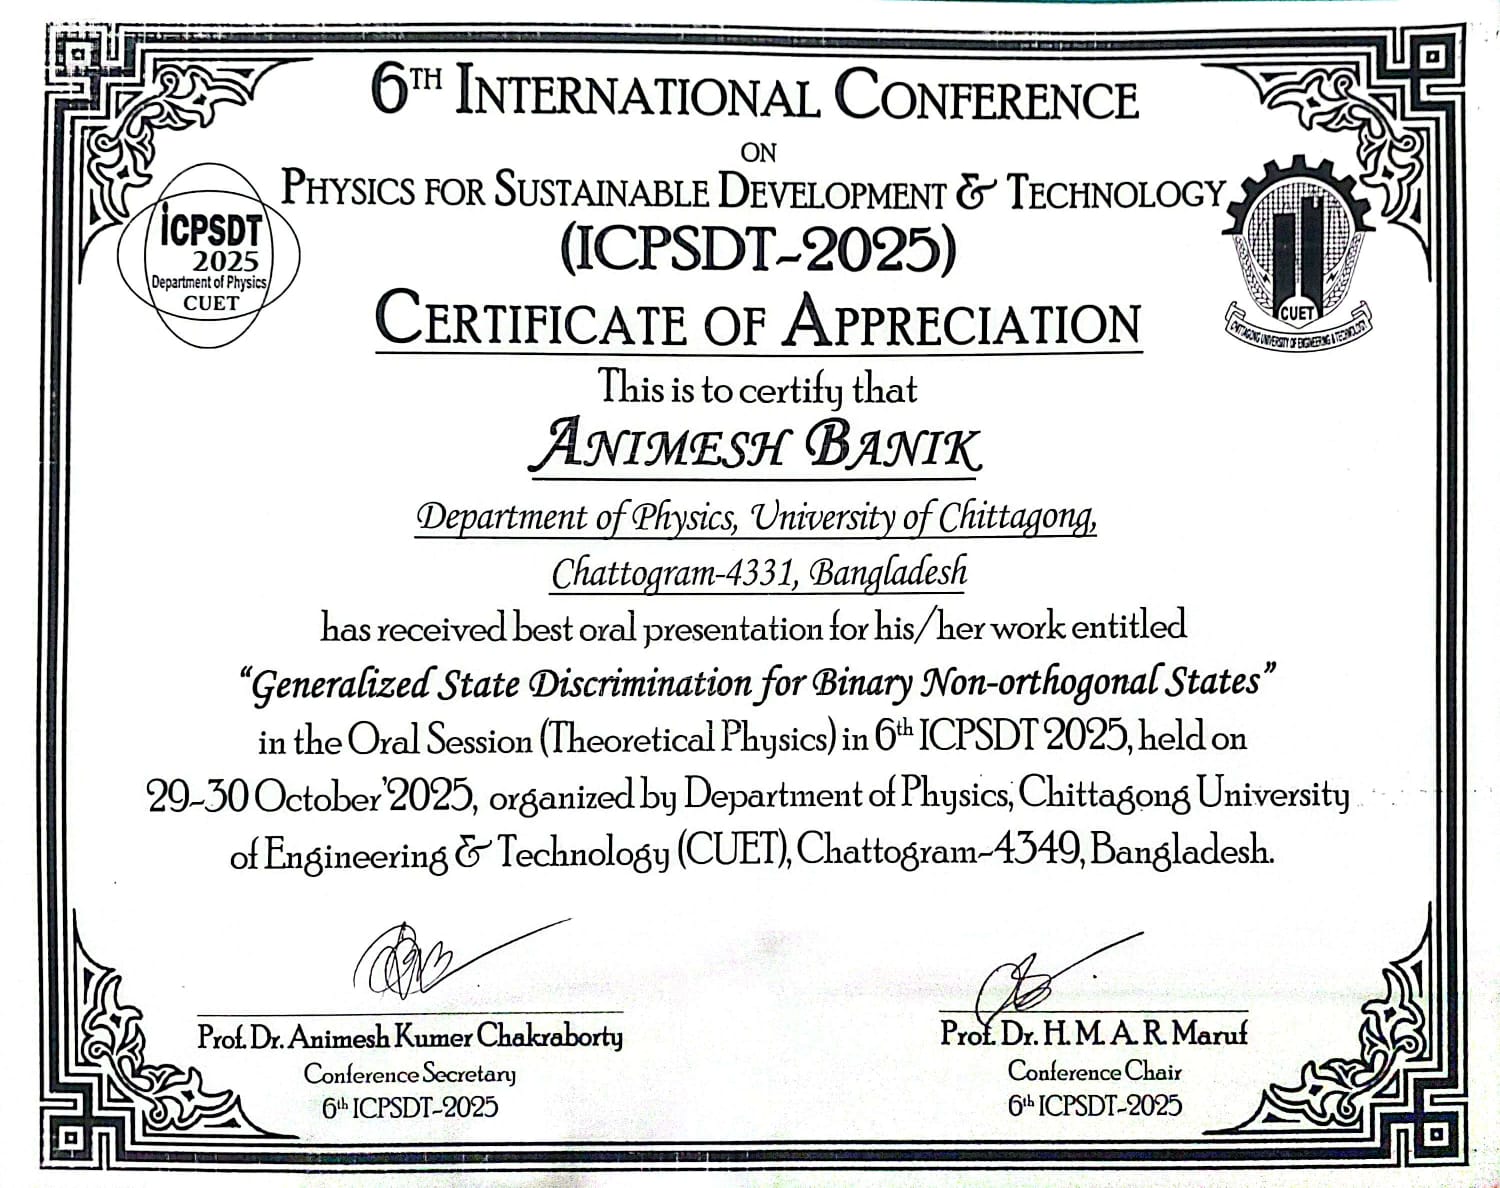 6TH INTERNATIONAL CONFERENCE
ON
PHYSICS FOR SUSTAINABLE DEVELOPMENT & TECHNOLOGY
(ICPSDT-2025)
iCPSDT
2025
Department of Physics
CUET
CUET
CHITTAGONG UNIVERSITY OF ENGINEERING & TECHNOLOGY
CERTIFICATE OF APPRECIATION
This is to certify that
ANIMESH BANIK
Department of Physics, University of Chittagong,
Chattogram-4331, Bangladesh
has received best oral presentation for his/her work entitled
“Generalized State Discrimination for Binary Non-orthogonal States”
in the Oral Session (Theoretical Physics) in 6th ICPSDT 2025, held on
29-30 October'2025, organized by Department of Physics, Chittagong University
of Engineering & Technology (CUET), Chattogram-4349, Bangladesh.
Prof. Dr. Animesh Kumer Chakraborty
Conference Secretary
6th ICPSDT-2025
Prof. Dr. H. M. A. R. Maruf
Conference Chair
6th ICPSDT-2025